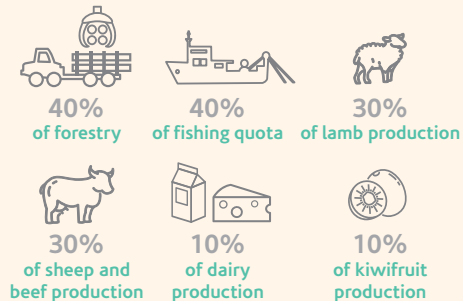 40%
of forestry
40%
of fishing quota
30%
of lamb production
30%
of sheep and
beef production
10%
of dairy
production
10%
of kiwifruit
production